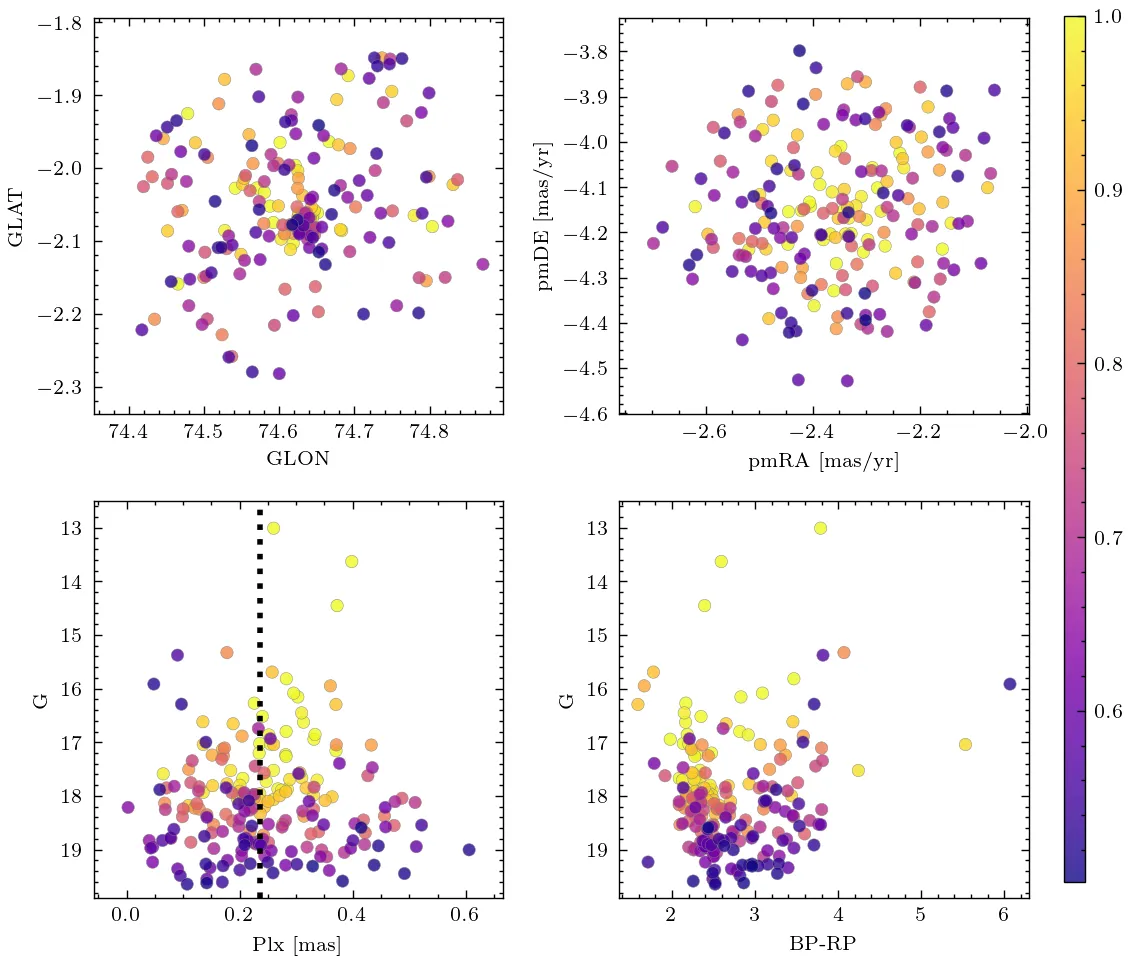 −1.8
−1.9
−2.0
−2.1
−2.2
−2.3
GLAT
74.4 74.5 74.6 74.7 74.8
GLON
−3.8
−3.9
−4.0
−4.1
−4.2
−4.3
−4.4
−4.5
−4.6
pmDE [mas/yr]
−2.6 −2.4 −2.2 −2.0
pmRA [mas/yr]
1.0
0.9
0.8
0.7
0.6
13
14
15
16
17
18
19
G
0.0 0.2 0.4 0.6
Plx [mas]
13
14
15
16
17
18
19
G
2 3 4 5 6
BP-RP